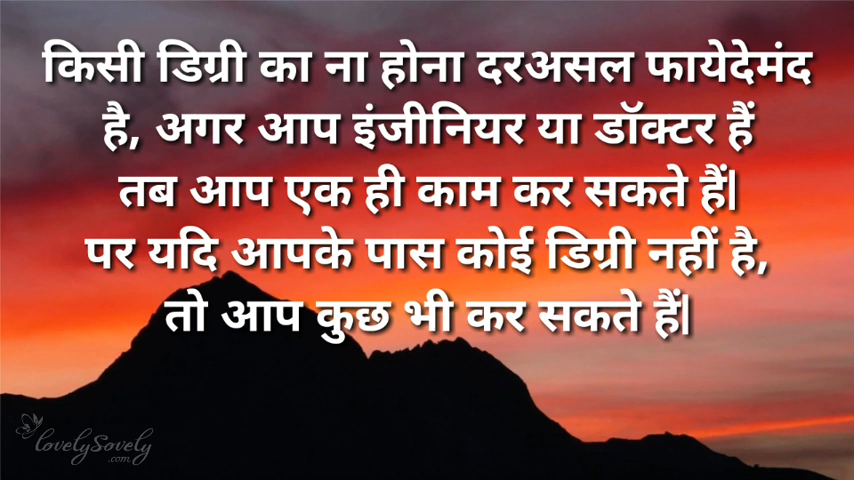 किसी डिग्री का ना होना दरअसल फायेदेमंद
है, अगर आप इंजीनियर या डॉक्टर हैं
तब आप एक ही काम कर सकते हैं|
पर यदि आपके पास कोई डिग्री नहीं है,
तो आप कुछ भी कर सकते हैं|
lovelySovely
.com